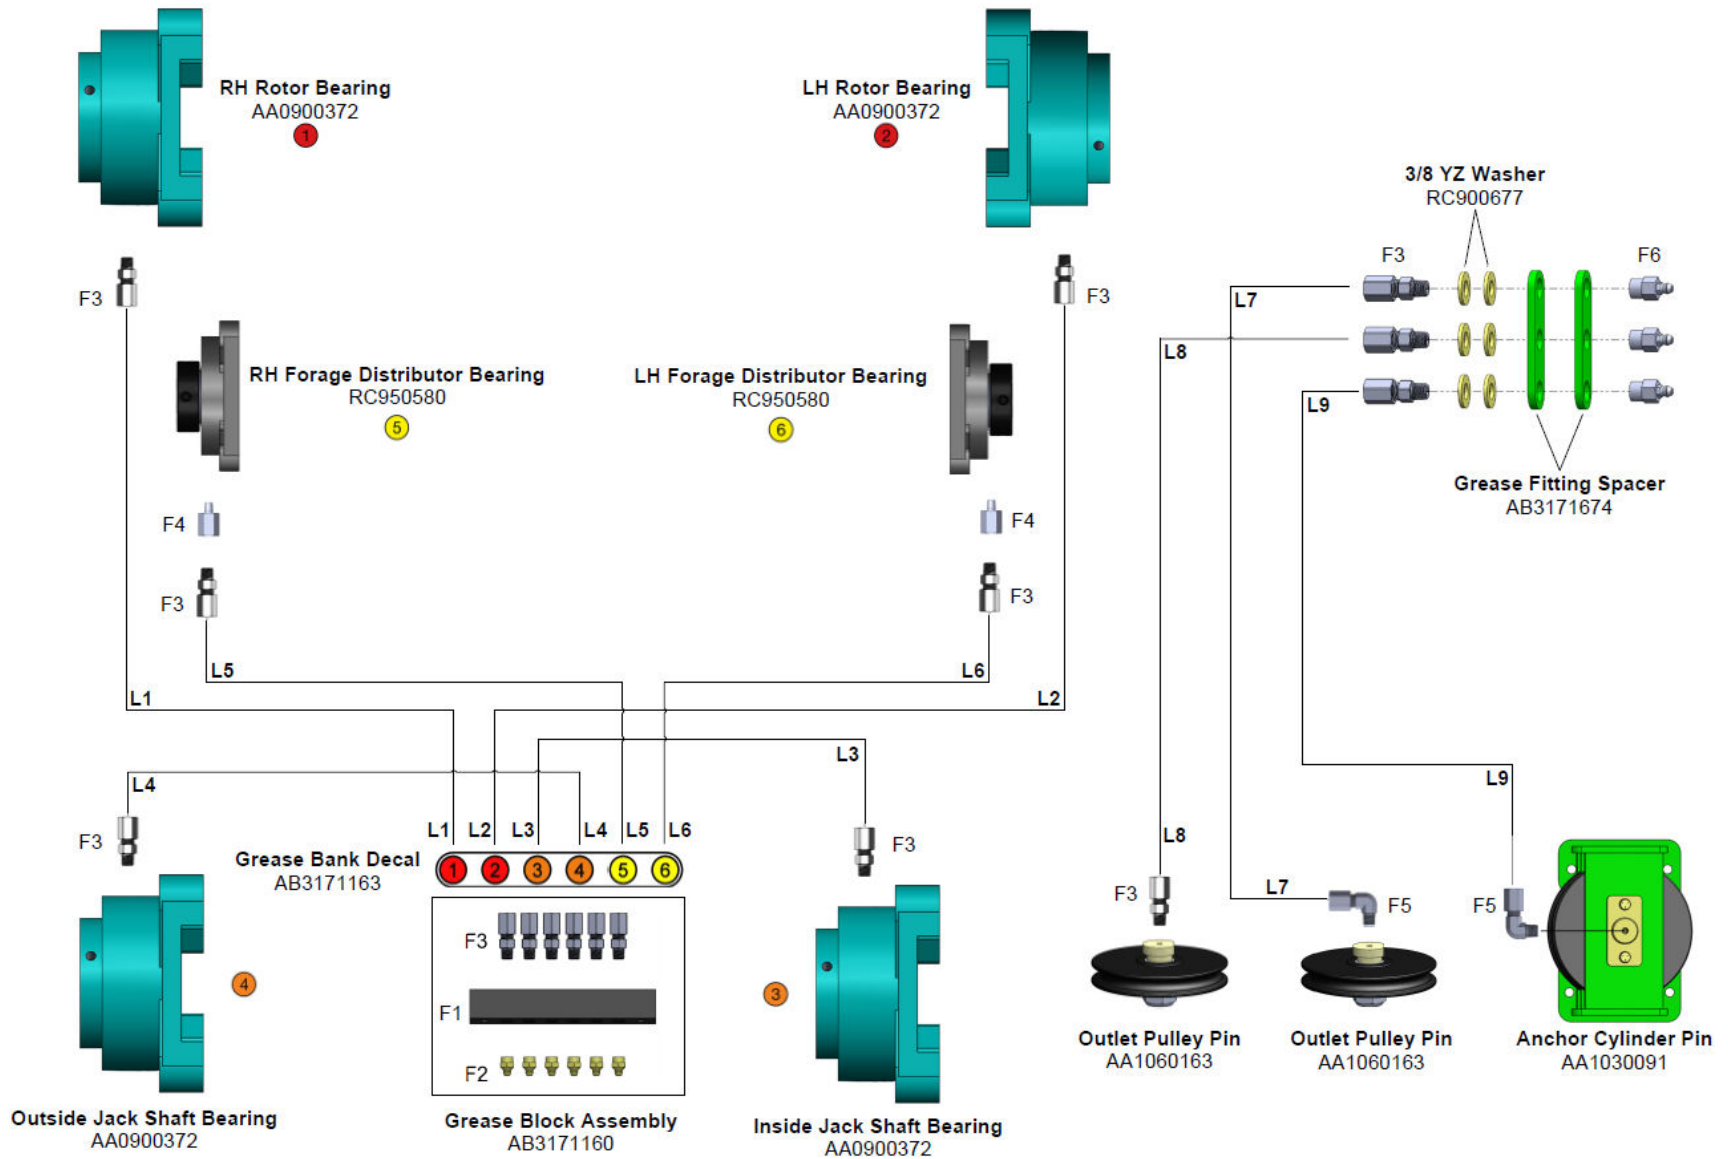 RH Rotor Bearing
AA0900372
1
LH Rotor Bearing
AA0900372
2
3/8 YZ Washer
RC900677
F3
F6
F3
F3
L7
L8
L9
RH Forage Distributor Bearing
RC950580
5
LH Forage Distributor Bearing
RC950580
6
Grease Fitting Spacer
AB3171674
F4
F4
F3
F3
L5
L6
L1
L2
L3
L4
L9
F3
L1
L2
L3
L4
L5
L6
F3
L8
Grease Bank Decal
AB3171163
1
2
3
4
5
6
F3
L7
F5
F5
F3
F1
F2
4
3
Outlet Pulley Pin
AA1060163
Outlet Pulley Pin
AA1060163
Anchor Cylinder Pin
AA1030091
Outside Jack Shaft Bearing
AA0900372
Grease Block Assembly
AB3171160
Inside Jack Shaft Bearing
AA0900372